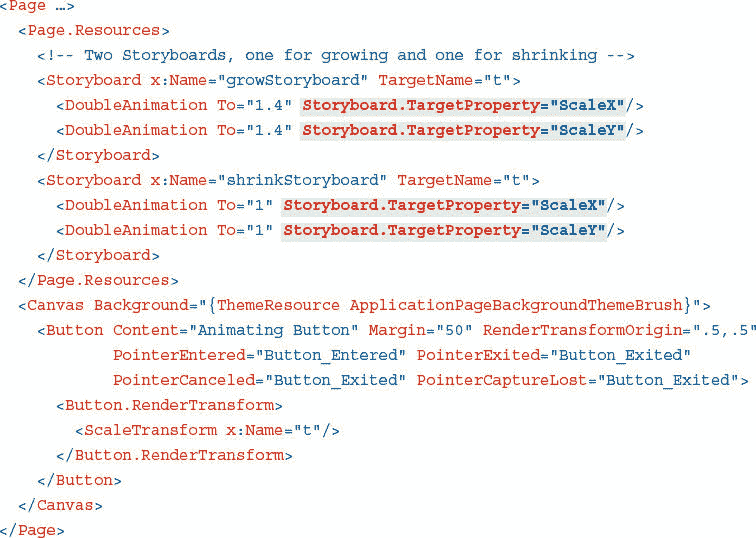 <Page …>
<Page.Resources>
<!-- Two Storyboards, one for growing and one for shrinking -->
<Storyboard x:Name="growStoryboard" TargetName="t">
<DoubleAnimation To="1.4" Storyboard.TargetProperty="ScaleX"/>
<DoubleAnimation To="1.4" Storyboard.TargetProperty="ScaleY"/>
</Storyboard>
<Storyboard x:Name="shrinkStoryboard" TargetName="t">
<DoubleAnimation To="1" Storyboard.TargetProperty="ScaleX"/>
<DoubleAnimation To="1" Storyboard.TargetProperty="ScaleY"/>
</Storyboard>
</Page.Resources>
<Canvas Background="{ThemeResource ApplicationPageBackgroundThemeBrush}">
<Button Content="Animating Button" Margin="50" RenderTransformOrigin=".5,.5"
PointerEntered="Button_Entered" PointerExited="Button_Exited"
PointerCanceled="Button_Exited" PointerCaptureLost="Button_Exited">
<Button.RenderTransform>
<ScaleTransform x:Name="t"/>
</Button.RenderTransform>
</Button>
</Canvas>
</Page>